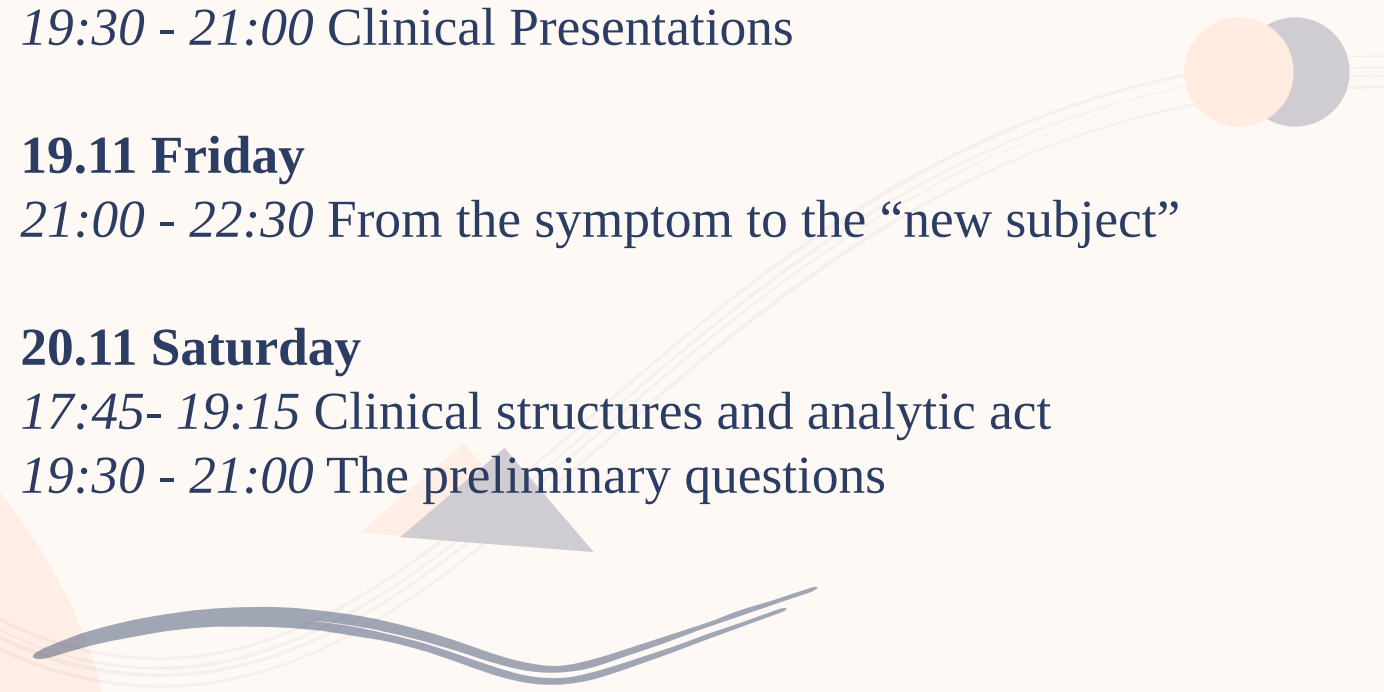 19:30 - 21:00 Clinical Presentations
19.11 Friday
21:00 - 22:30 From the symptom to the “new subject”
20.11 Saturday
17:45- 19:15 Clinical structures and analytic act
19:30 - 21:00 The preliminary questions